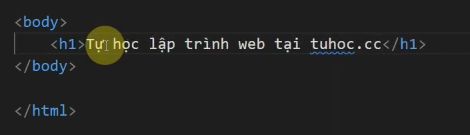 <body>
<h1>Tự học lập trình web tại tuhoc.cc</h1>
</body>
</html>